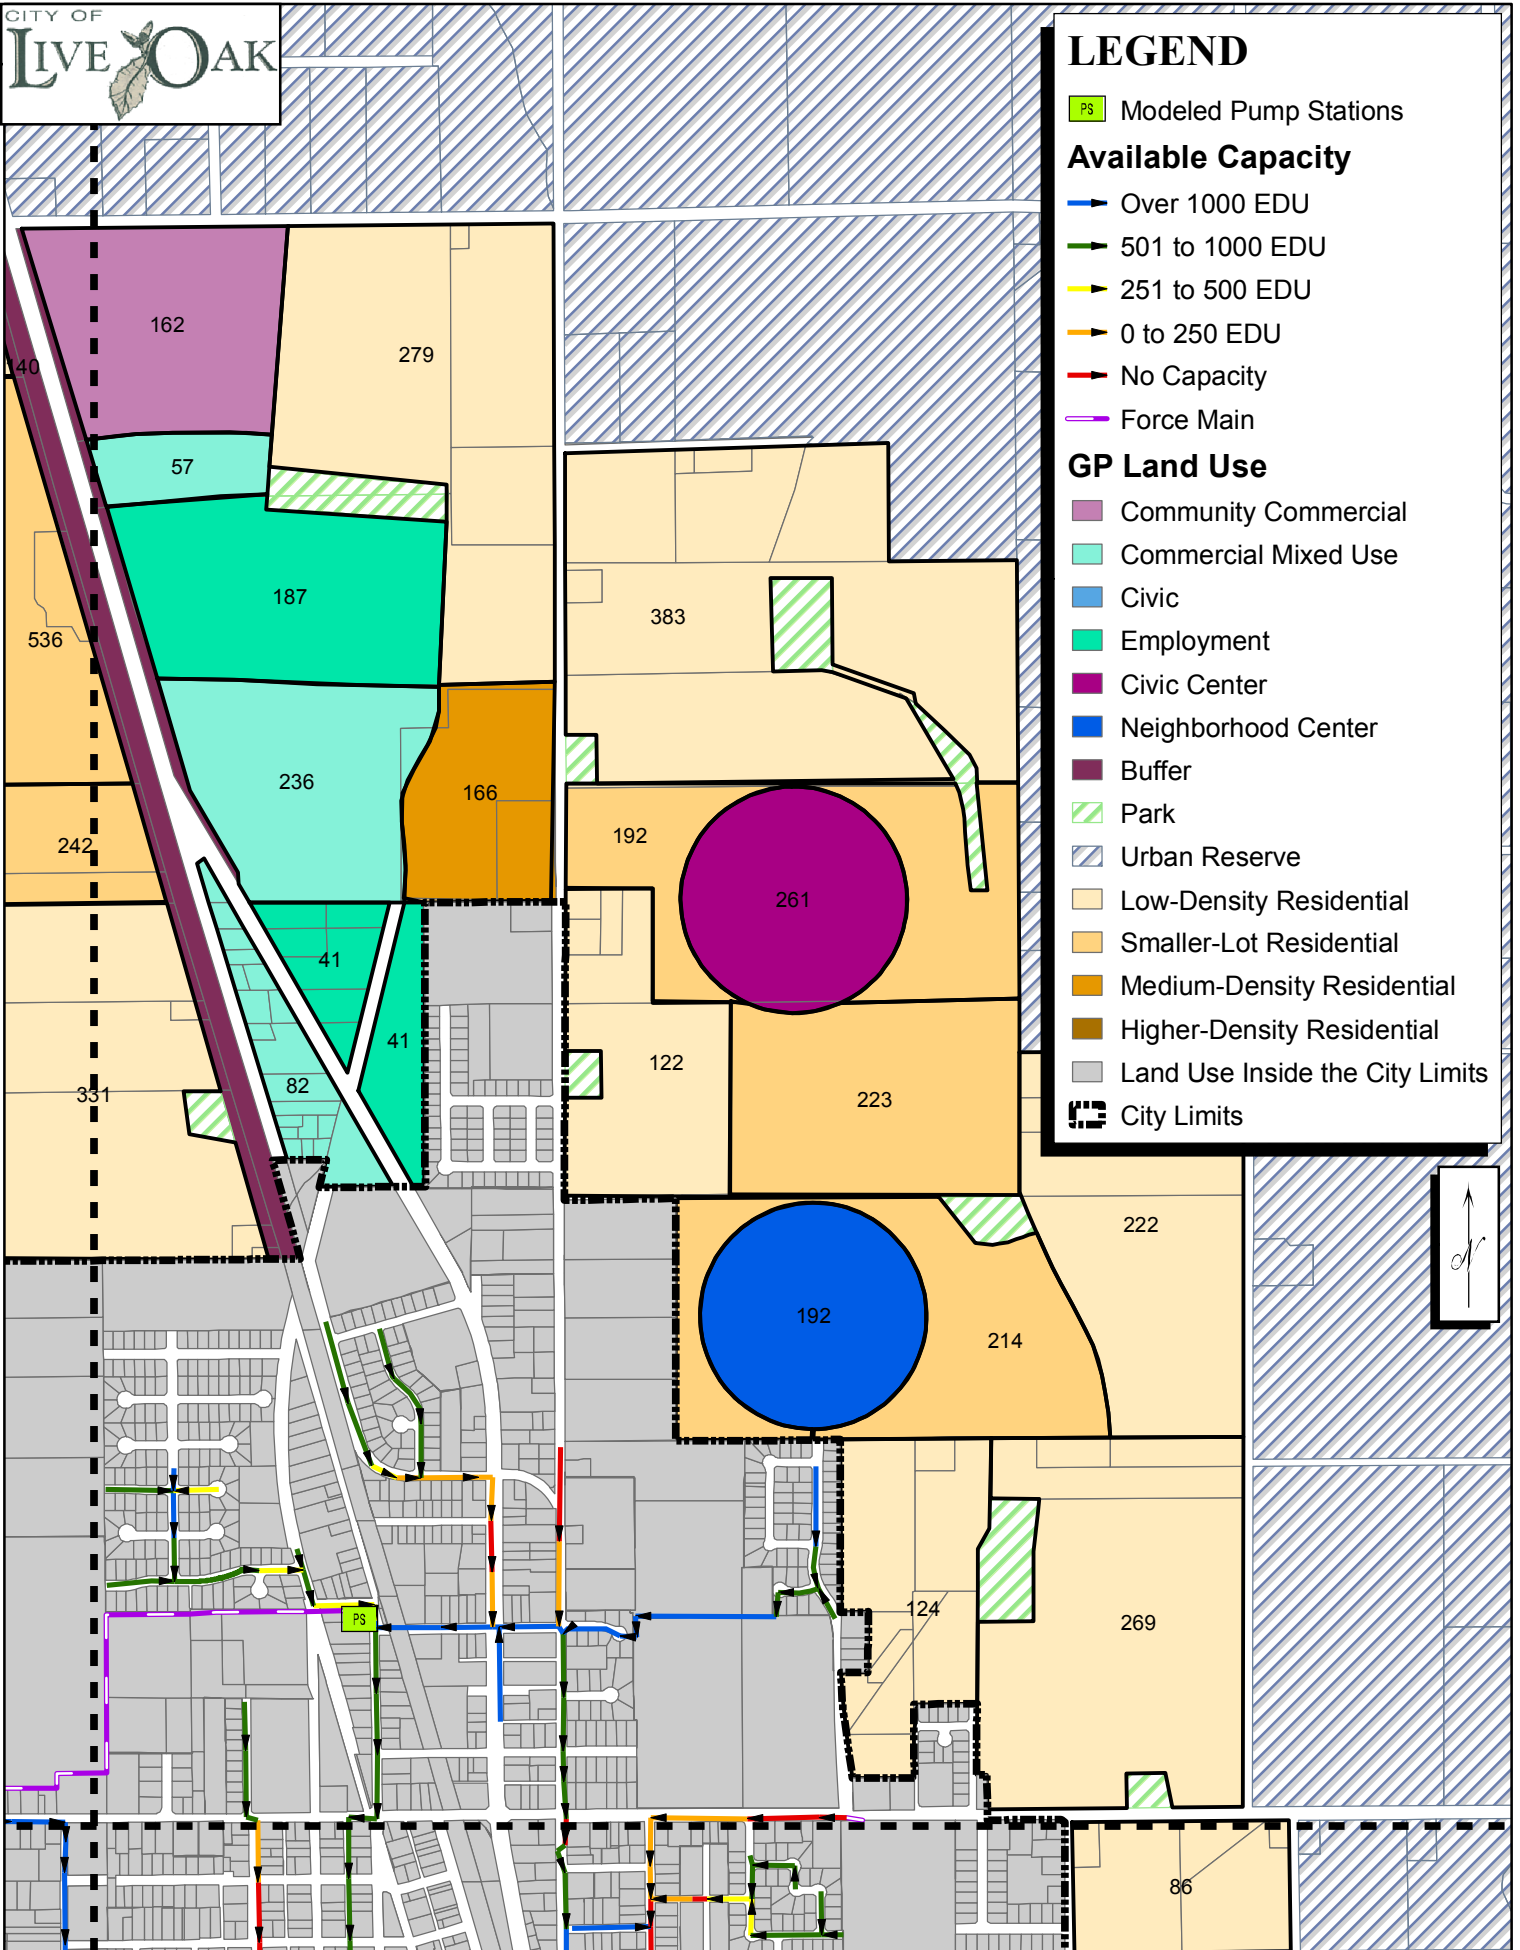 CITY OF
LIVE OAK
LEGEND
PS Modeled Pump Stations
Available Capacity
Over 1000 EDU
501 to 1000 EDU
251 to 500 EDU
0 to 250 EDU
No Capacity
Force Main
GP Land Use
Community Commercial
Commercial Mixed Use
Civic
Employment
Civic Center
Neighborhood Center
Buffer
Park
Urban Reserve
Low-Density Residential
Smaller-Lot Residential
Medium-Density Residential
Higher-Density Residential
Land Use Inside the City Limits
City Limits
162
279
40
57
187
383
536
236
166
192
242
261
41
41
122
82
331
223
222
192
214
N
124
269
PS
86